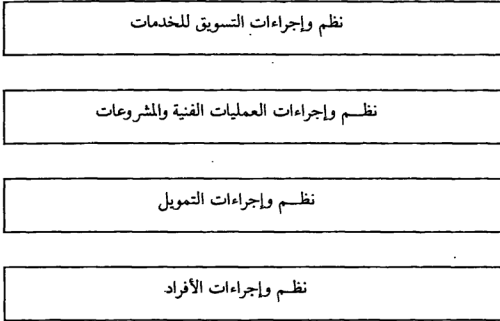 نظم وإجراءات التسويق للخدمات
نظم وإجراءات العمليات الفنية والمشروعات
نظم وإجراءات التمويل
نظم وإجراءات الأفراد